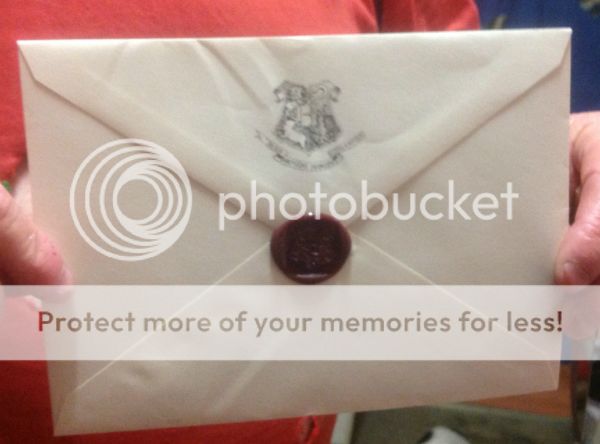 photobucket
Protect more of your memories for less!